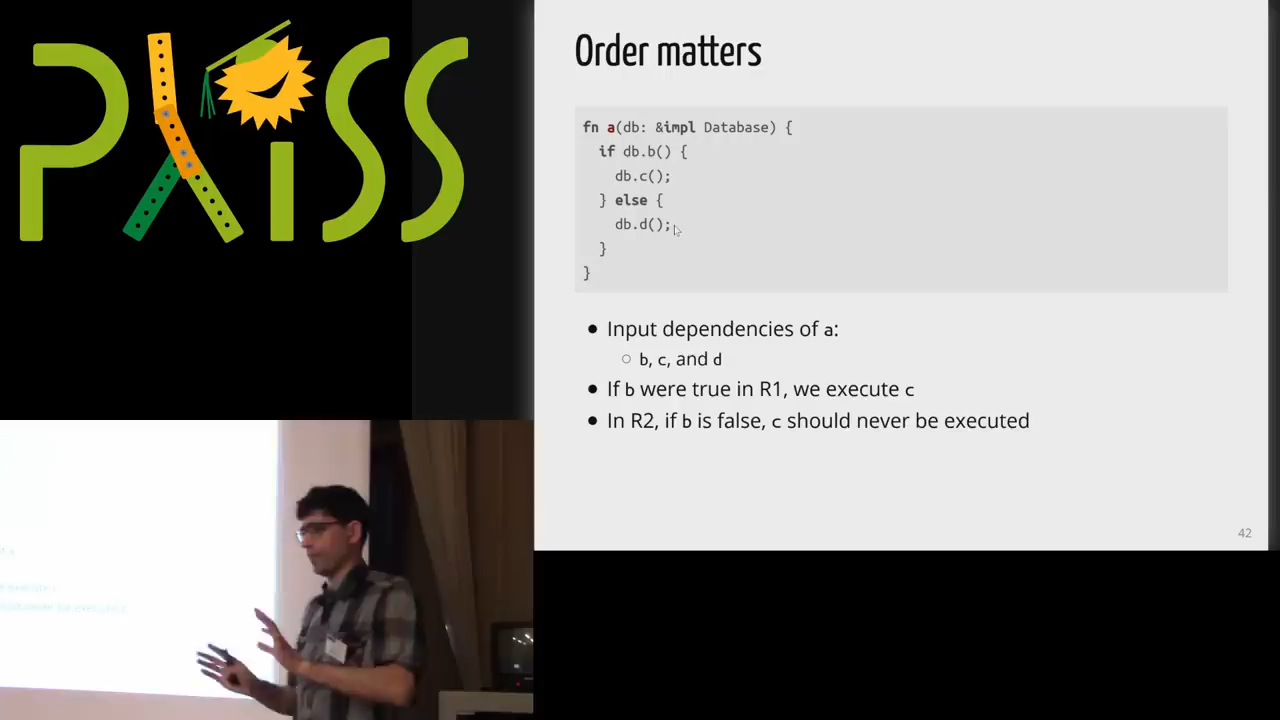 PLISS
Order matters
fn a(db: &impl Database) {
if db.b() {
db.c();
} else {
db.d();
}
}
● Input dependencies of a:
○ b, c, and d
● If b were true in R1, we execute c
● In R2, if b is false, c should never be executed
42